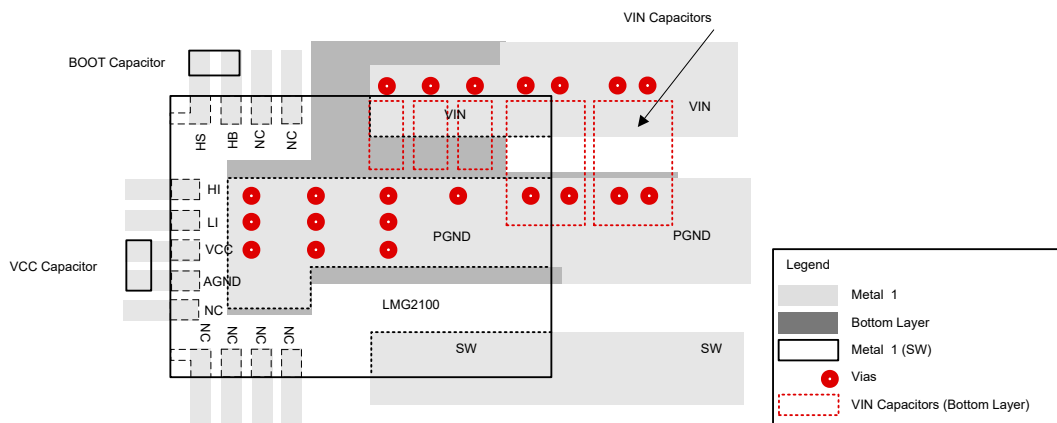 VIN Capacitors
BOOT Capacitor
VIN
VIN
HS
HB
NC
NC
HI
LI
VCC
AGND
NC
VCC Capacitor
PGND
PGND
LMG2100
NC
NC
NC
NC
SW
SW
Legend
Metal 1
Bottom Layer
Metal 1 (SW)
Vias
VIN Capacitors (Bottom Layer)